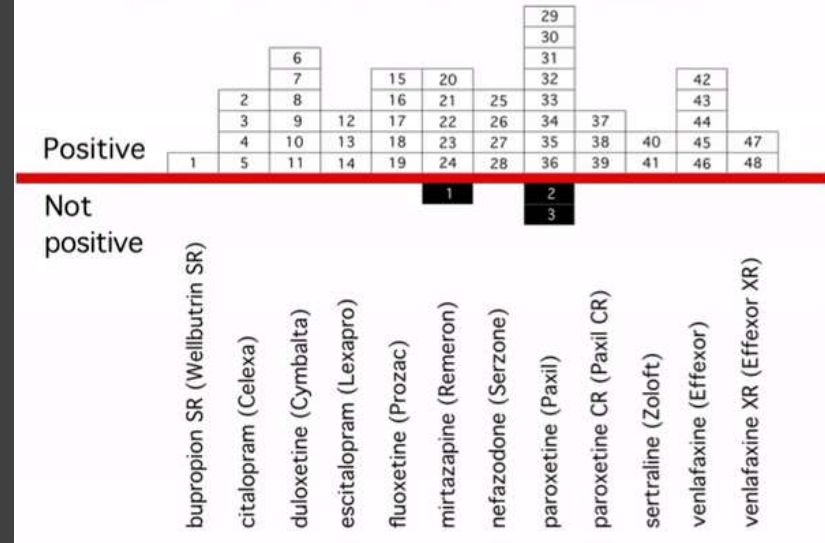 29
30
6 31
7 15 20 32 42
2 8 16 21 25 33 43
3 9 12 17 22 26 34 37 44
Positive 4 10 13 18 23 27 35 38 40 45 47
1 5 11 14 19 24 28 36 39 41 46 48
Not positive
1 2
3
bupropion SR (Wellbutrin SR)
citalopram (Celexa)
duloxetine (Cymbalta)
escitalopram (Lexapro)
fluoxetine (Prozac)
mirtazapine (Remeron)
nefazodone (Serzone)
paroxetine (Paxil)
paroxetine CR (Paxil CR)
sertraline (Zoloft)
venlafaxine (Effexor)
venlafaxine XR (Effexor XR)